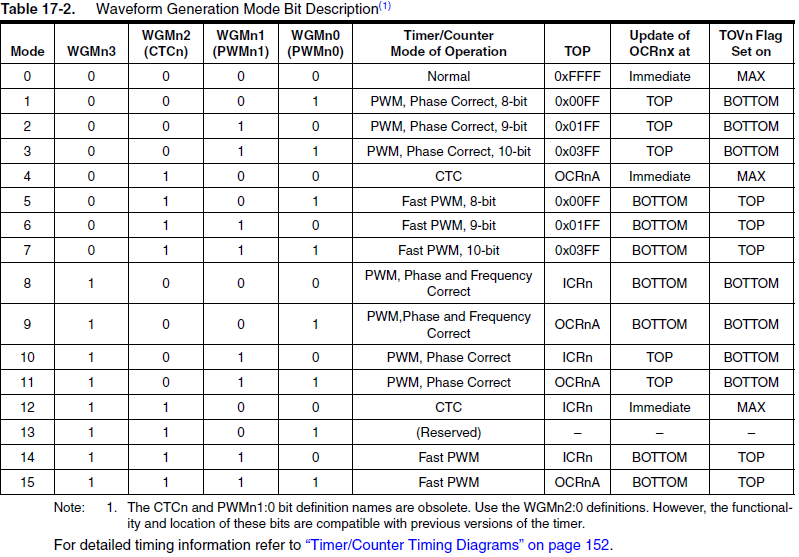 Table 17-2. Waveform Generation Mode Bit Description(1)
Mode WGMn3 WGMn2 (CTCn) WGMn1 (PWMn1) WGMn0 (PWMn0) Timer/Counter Mode of Operation TOP Update of OCRnX at TOVn Flag Set on
0 0 0 0 0 Normal 0xFFFF Immediate MAX
1 0 0 0 1 PWM, Phase Correct, 8-bit 0x00FF TOP BOTTOM
2 0 0 1 0 PWM, Phase Correct, 9-bit 0x01FF TOP BOTTOM
3 0 0 1 1 PWM, Phase Correct, 10-bit 0x03FF TOP BOTTOM
4 0 1 0 0 CTC OCRnA Immediate MAX
5 0 1 0 1 Fast PWM, 8-bit 0x00FF BOTTOM TOP
6 0 1 1 0 Fast PWM, 9-bit 0x01FF BOTTOM TOP
7 0 1 1 1 Fast PWM, 10-bit 0x03FF BOTTOM TOP
8 1 0 0 0 PWM, Phase and Frequency Correct ICRn BOTTOM BOTTOM
9 1 0 0 1 PWM,Phase and Frequency Correct OCRnA BOTTOM BOTTOM
10 1 0 1 0 PWM, Phase Correct ICRn TOP BOTTOM
11 1 0 1 1 PWM, Phase Correct OCRnA TOP BOTTOM
12 1 1 0 0 CTC ICRn Immediate MAX
13 1 1 0 1 (Reserved) – – –
14 1 1 1 0 Fast PWM ICRn BOTTOM TOP
15 1 1 1 1 Fast PWM OCRnA BOTTOM TOP
Note: 1. The CTCn and PWMn1:0 bit definition names are obsolete. Use the WGMn2:0 definitions. However, the functional-
ity and location of these bits are compatible with previous versions of the timer.
For detailed timing information refer to “Timer/Counter Timing Diagrams” on page 152.